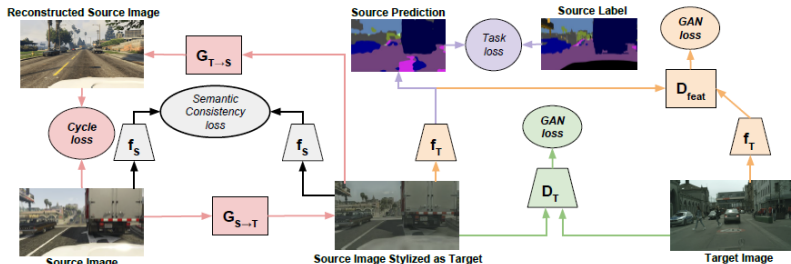 Reconstructed Source Image
Source Prediction
Source Label
GAN
loss
G_T→S
Task
loss
Semantic
Consistency
loss
D_feat
Cycle
loss
f_S
f_S
f_T
GAN
loss
f_T
D_T
G_S→T
Source Image
Source Image Stylized as Target
Target Image